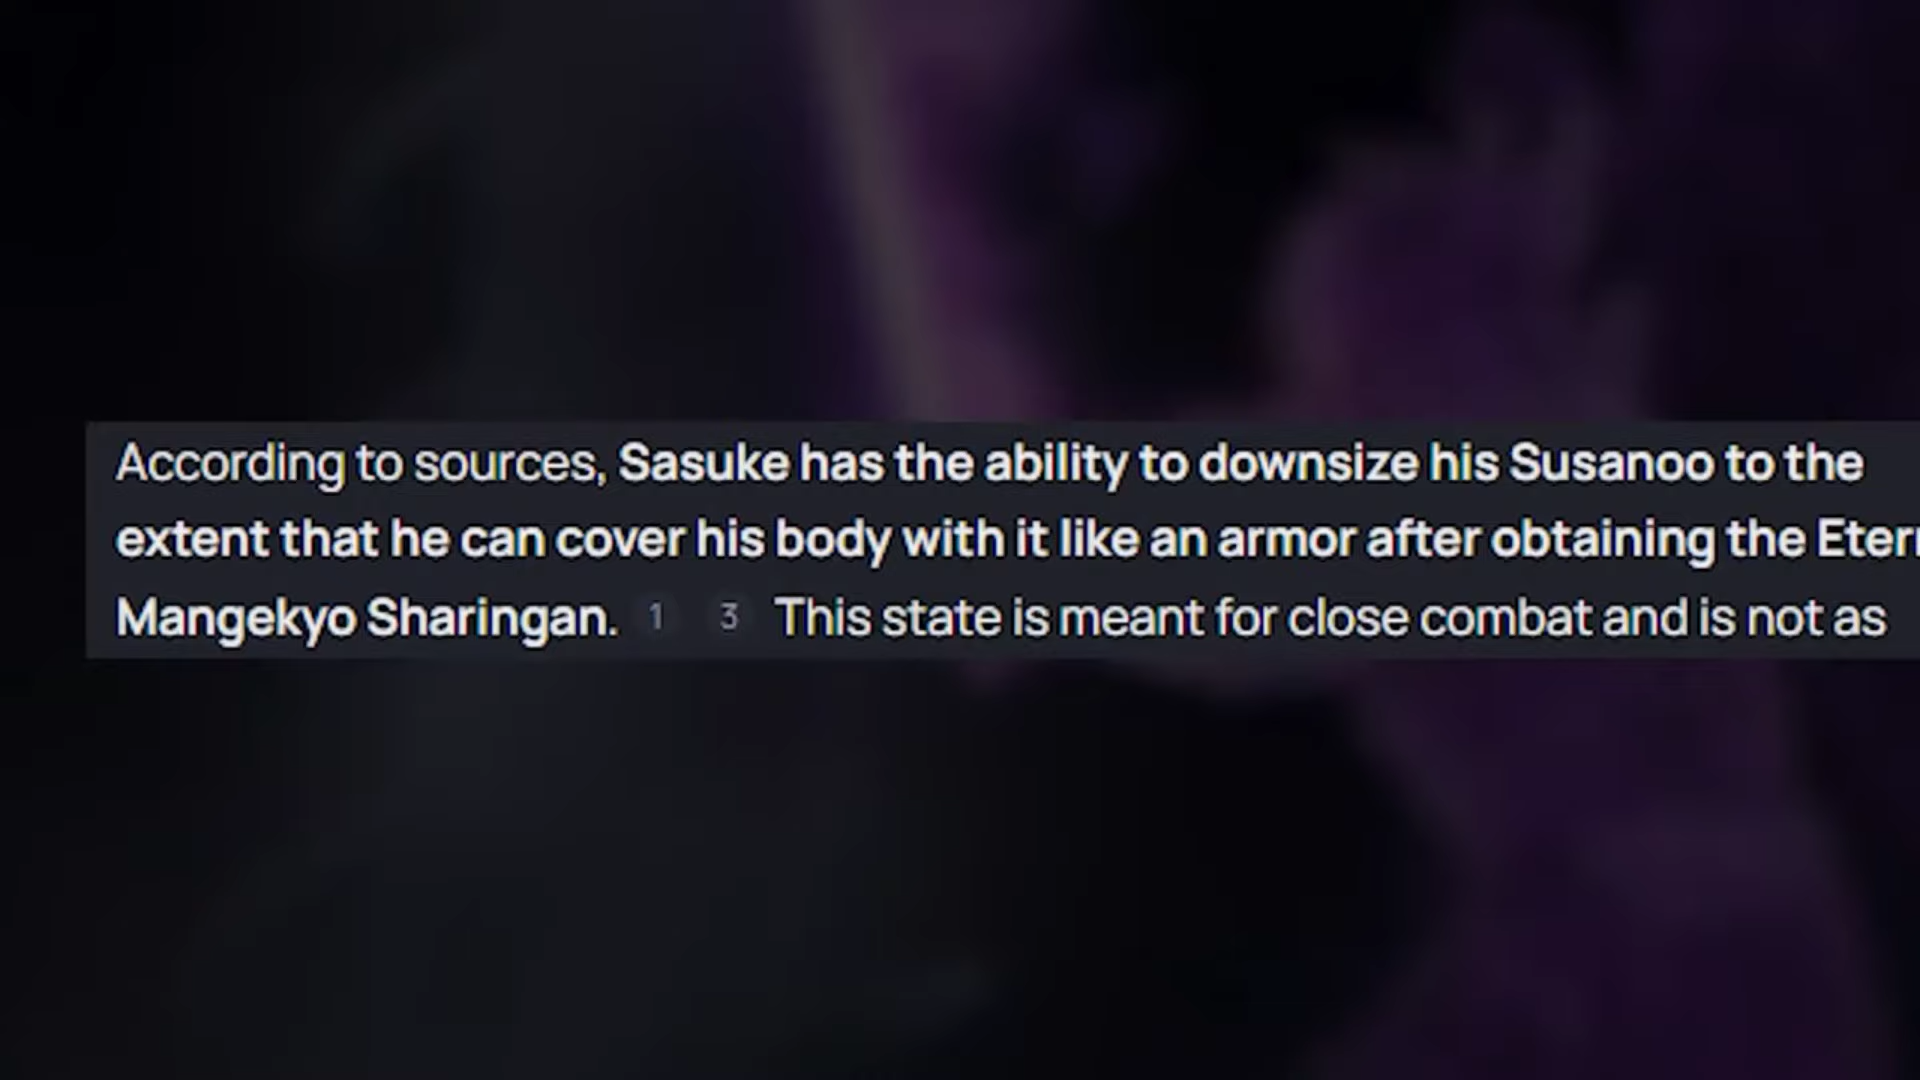 According to sources, Sasuke has the ability to downsize his Susanoo to the
extent that he can cover his body with it like an armor after obtaining the Etern
Mangekyo Sharingan. 1 3 This state is meant for close combat and is not as